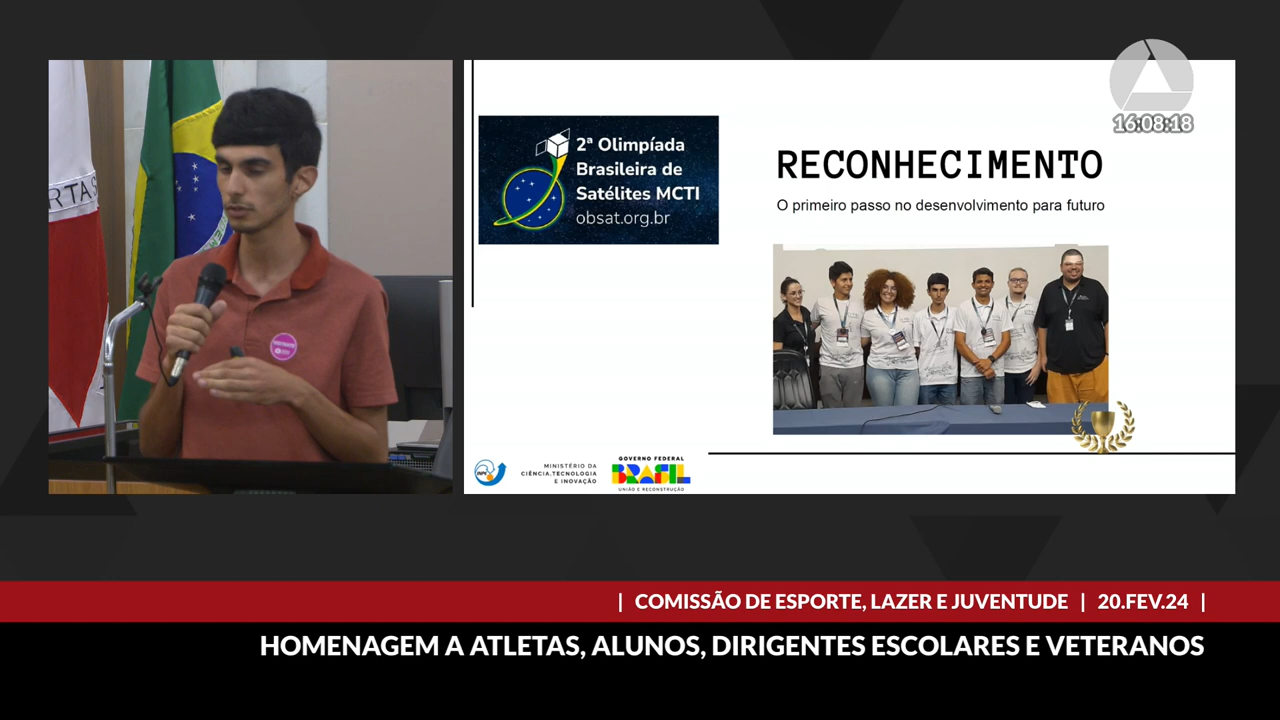 16:08:18
RTAS
2ª Olimpíada
Brasileira de
Satélites MCTI
obsat.org.br
RECONHECIMENTO
O primeiro passo no desenvolvimento para futuro
INPE
MINISTÉRIO DA
CIÊNCIA, TECNOLOGIA
E INOVAÇÃO
GOVERNO FEDERAL
BRASIL
UNIÃO E RECONSTRUÇÃO
| COMISSÃO DE ESPORTE, LAZER E JUVENTUDE | 20.FEV.24 |
HOMENAGEM A ATLETAS, ALUNOS, DIRIGENTES ESCOLARES E VETERANOS